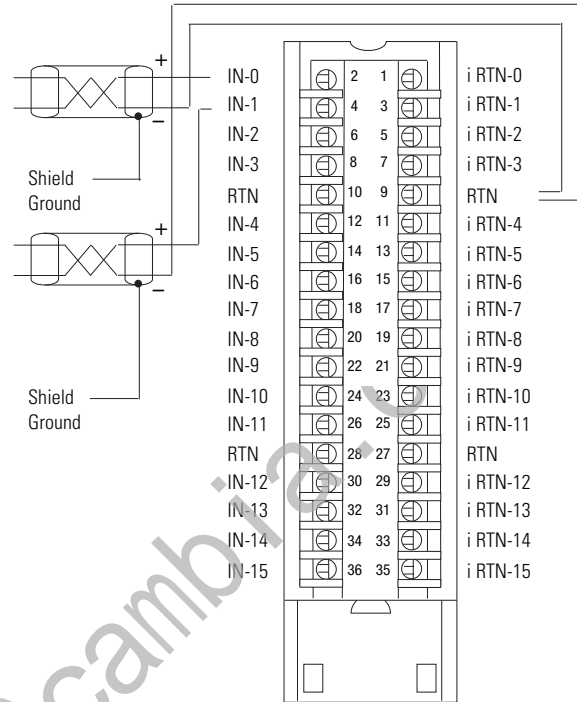 +
IN-0 2 1 i RTN-0
IN-1 4 3 i RTN-1
–
IN-2 6 5 i RTN-2
IN-3 8 7 i RTN-3
Shield
Ground
RTN 10 9 RTN
+
IN-4 12 11 i RTN-4
IN-5 14 13 i RTN-5
–
IN-6 16 15 i RTN-6
IN-7 18 17 i RTN-7
IN-8 20 19 i RTN-8
IN-9 22 21 i RTN-9
Shield
Ground
IN-10 24 23 i RTN-10
IN-11 26 25 i RTN-11
RTN 28 27 RTN
IN-12 30 29 i RTN-12
IN-13 32 31 i RTN-13
IN-14 34 33 i RTN-14
IN-15 36 35 i RTN-15